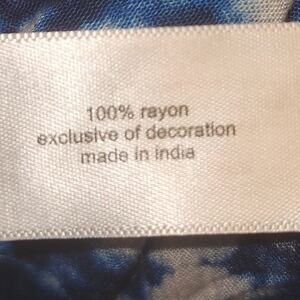 100% rayon
exclusive of decoration
made in india